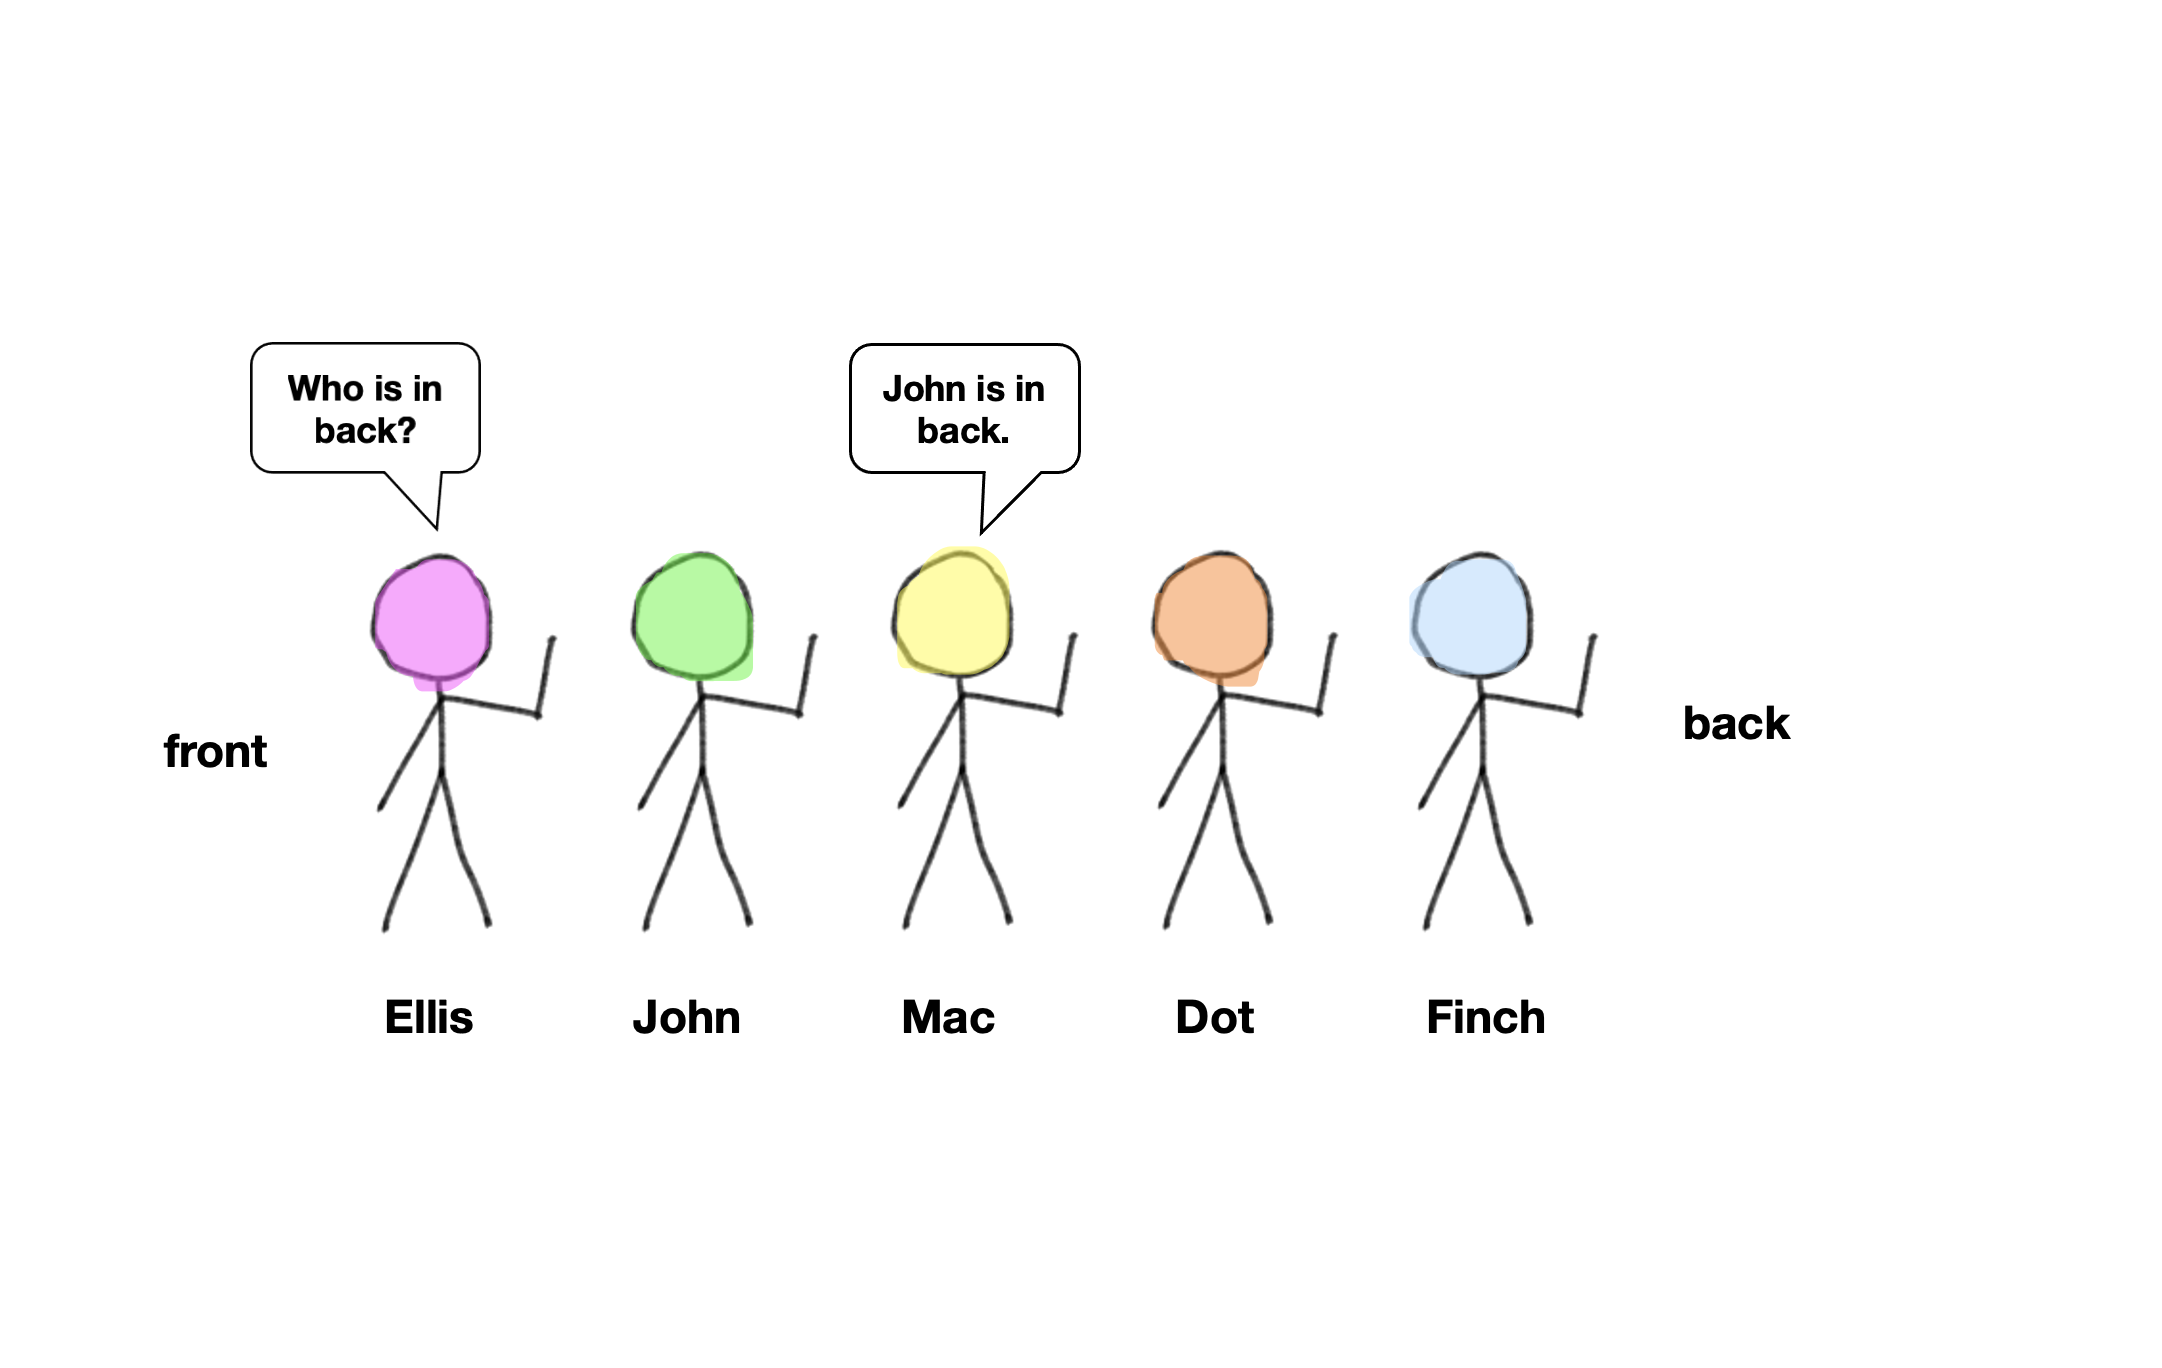 Who is in
back?
John is in
back.
front
back
Ellis
John
Mac
Dot
Finch